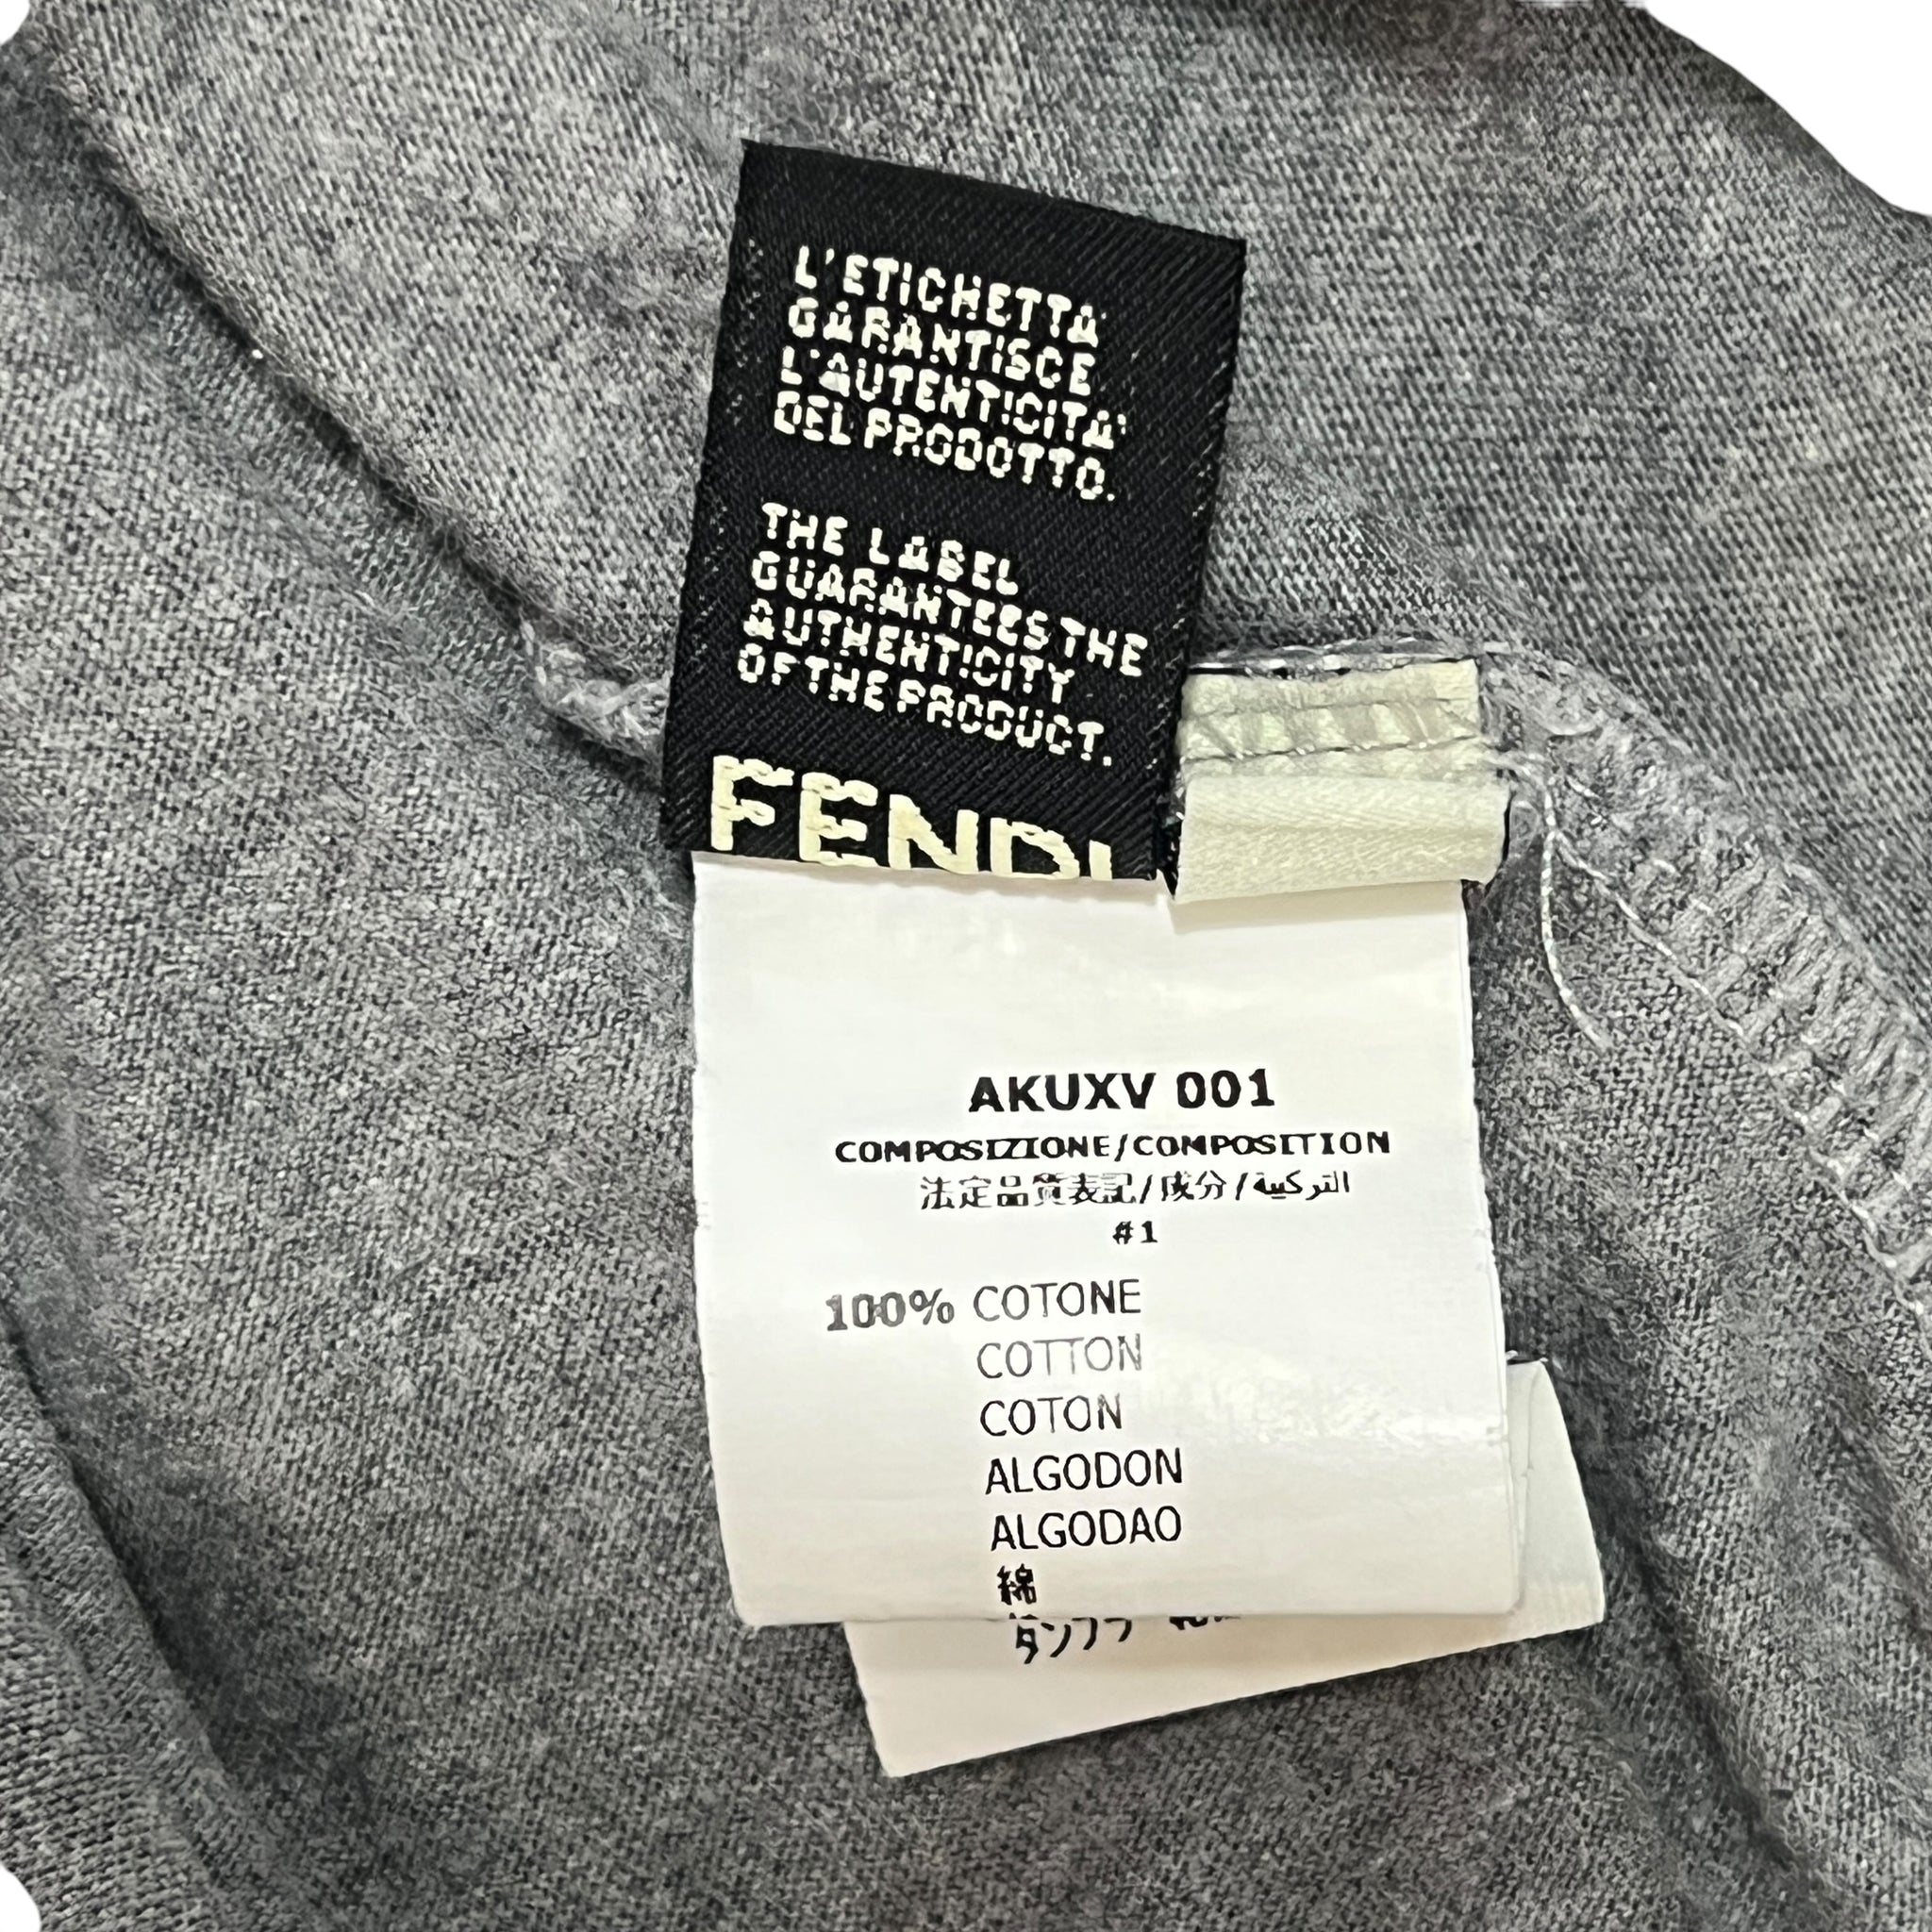 L'ETICHETTA
GARANTISCE
L'AUTENTICITA'
DEL PRODOTTO.
THE LABEL
GUARANTEES THE
AUTHENTICITY
OF THE PRODUCT.
FENDI
AKUXV 001
COMPOSIZIONE/COMPOSITION
法定品質表記/成分/التركيبة
#1
100% COTONE
COTTON
COTON
ALGODON
ALGODAO
綿